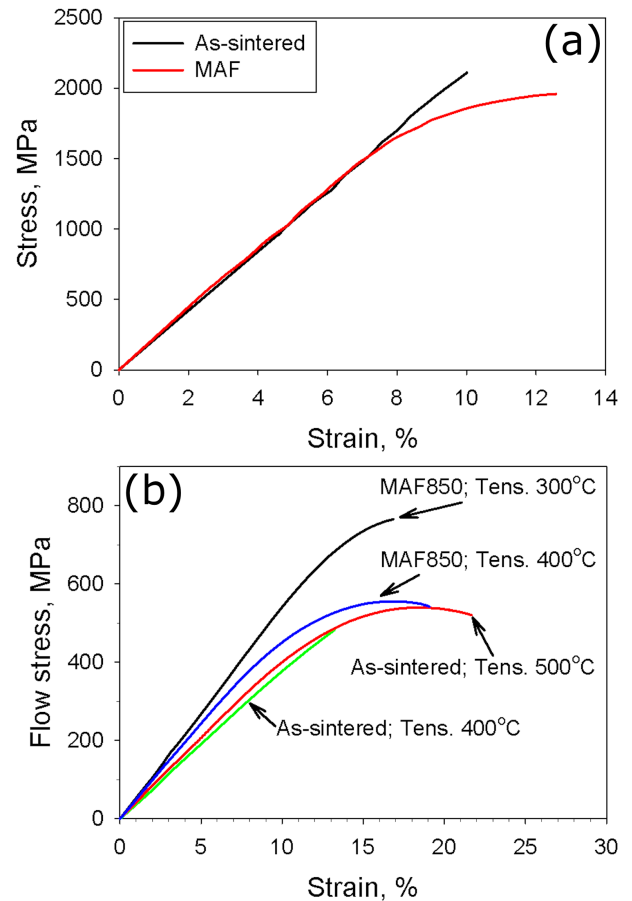 (a)
As-sintered
MAF
2500
2000
1500
1000
500
0
Stress, MPa
0 2 4 6 8 10 12 14
Strain, %
(b)
MAF850; Tens. 300°C
MAF850; Tens. 400°C
As-sintered; Tens. 500°C
As-sintered; Tens. 400°C
800
600
400
200
0
Flow stress, MPa
0 5 10 15 20 25 30
Strain, %